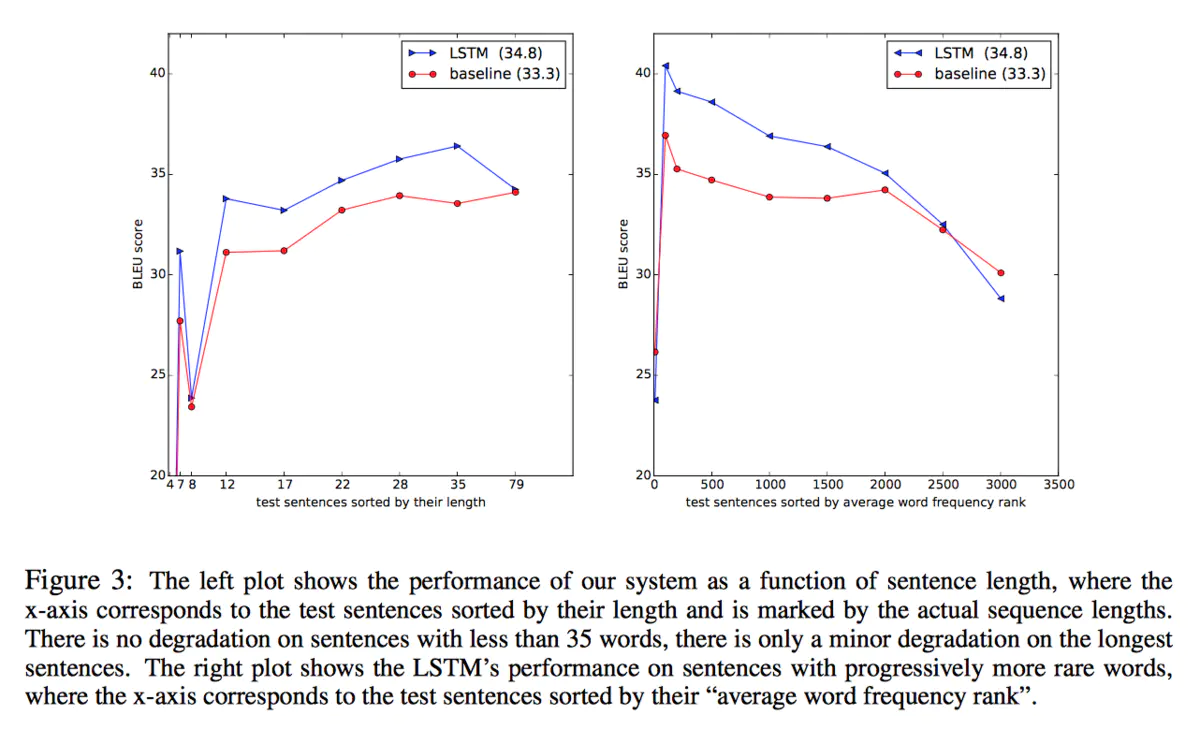 LSTM (34.8)
baseline (33.3)
40
35
30
25
20
BLEU score
4 7 8 12 17 22 28 35 79
test sentences sorted by their length
LSTM (34.8)
baseline (33.3)
40
35
30
25
20
BLEU score
0 500 1000 1500 2000 2500 3000 3500
test sentences sorted by average word frequency rank
Figure 3: The left plot shows the performance of our system as a function of sentence length, where the
x-axis corresponds to the test sentences sorted by their length and is marked by the actual sequence lengths.
There is no degradation on sentences with less than 35 words, there is only a minor degradation on the longest
sentences. The right plot shows the LSTM’s performance on sentences with progressively more rare words,
where the x-axis corresponds to the test sentences sorted by their “average word frequency rank”.